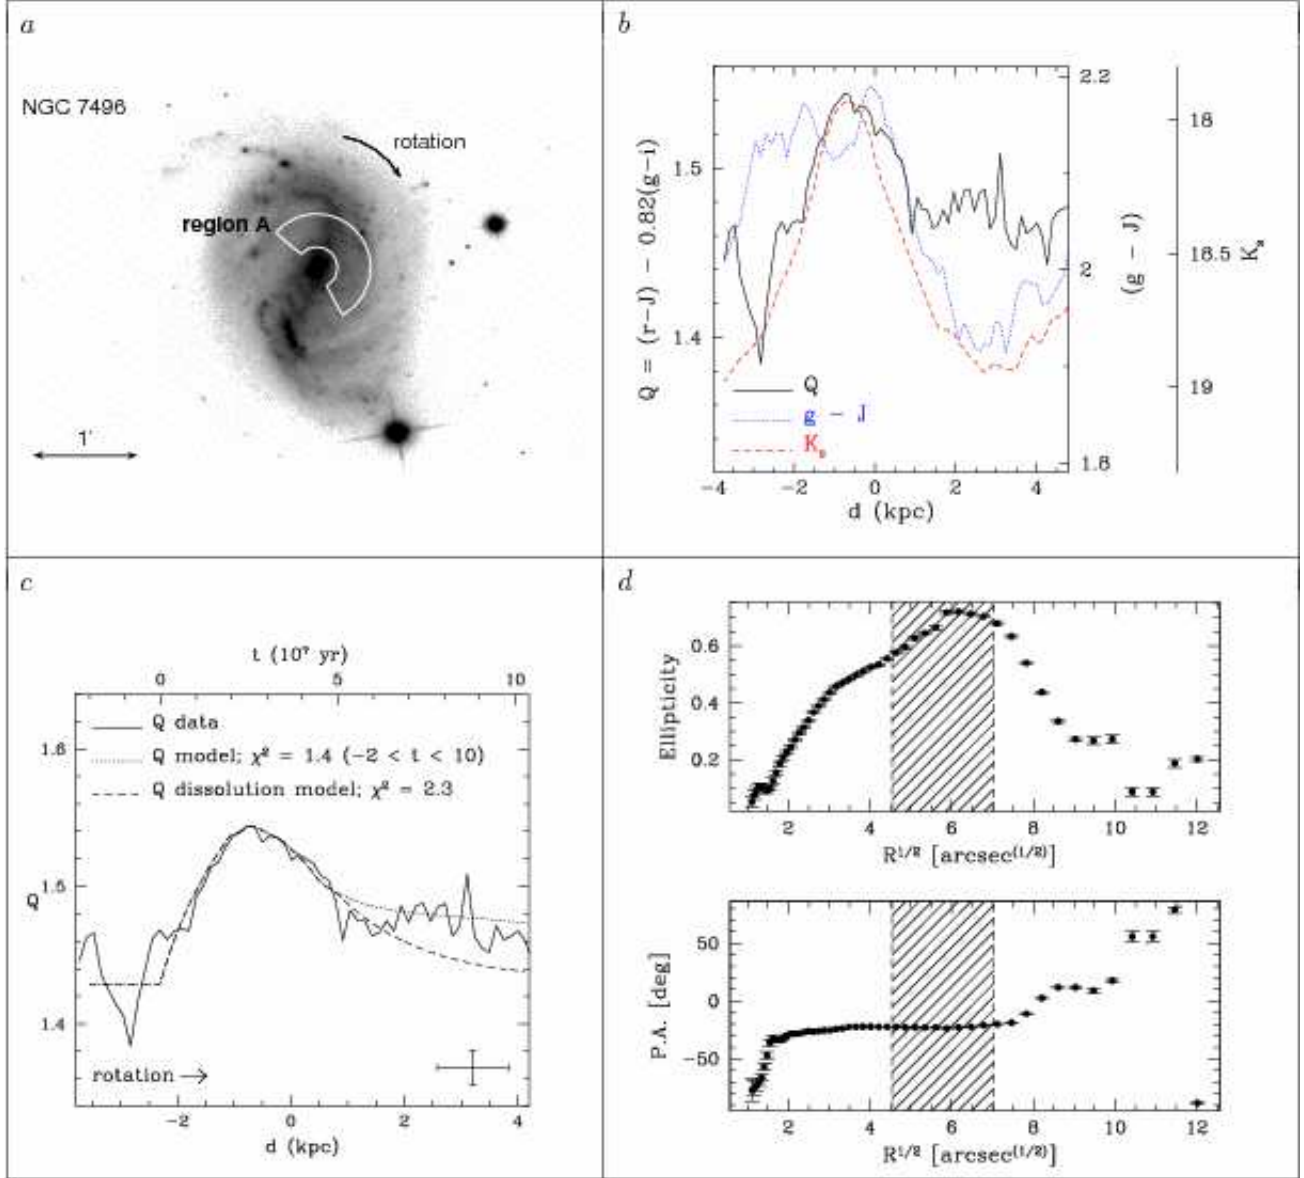 a
NGC 7496
rotation
region A
1'
b
Q = (r-J) - 0.82(g-i)
1.5
1.4
2.2
2
1.8
(g - J)
18
18.5
19
K_s
Q
g - J
K_s
-4 -2 0 2 4
d (kpc)
c
t (10⁷ yr)
0 5 10
Q data
Q model; χ² = 1.4 (-2 < t < 10)
Q dissolution model; χ² = 2.3
Q
1.6
1.5
1.4
rotation
-2 0 2 4
d (kpc)
d
Ellipticity
0.6
0.4
0.2
2 4 6 8 10 12
R^1/2 [arcsec^(1/2)]
P.A. [deg]
50
0
-50
2 4 6 8 10 12
R^1/2 [arcsec^(1/2)]